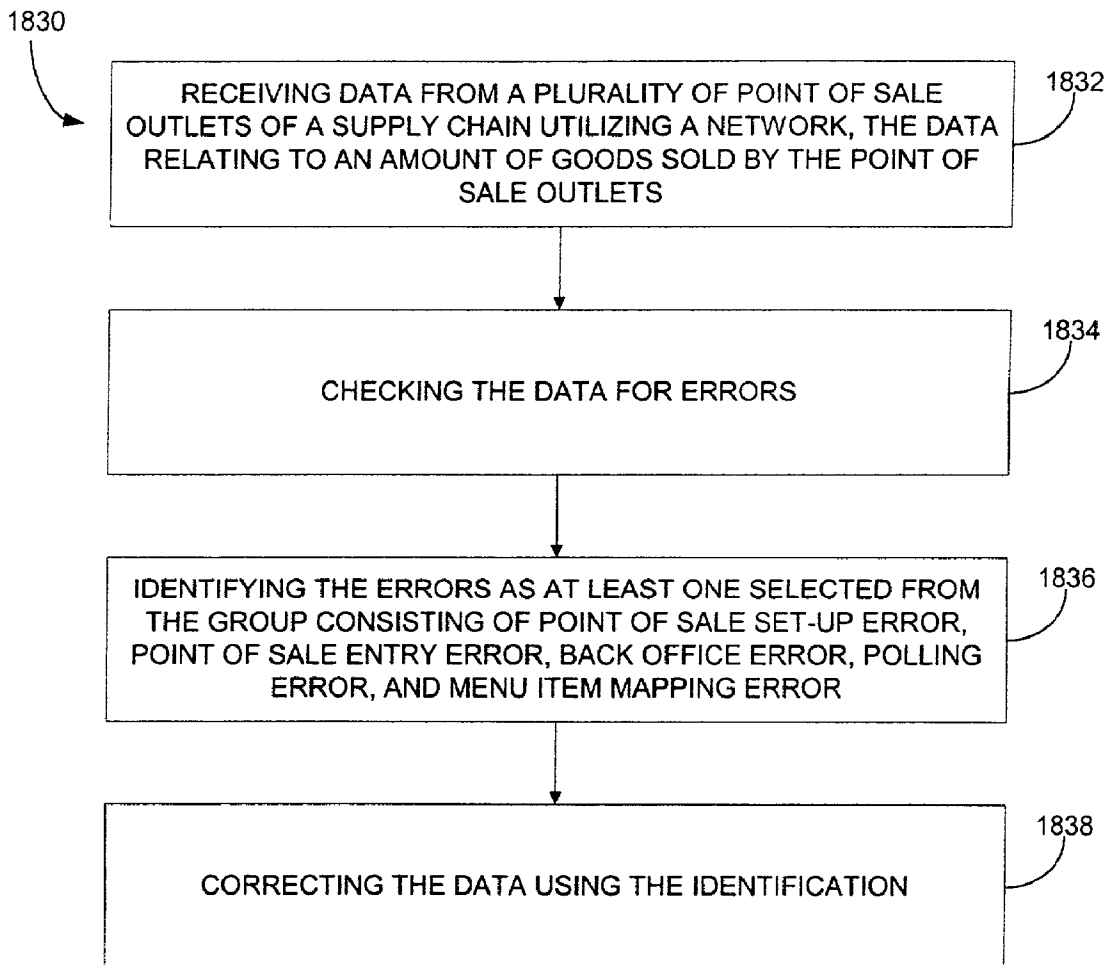 1830
RECEIVING DATA FROM A PLURALITY OF POINT OF SALE
OUTLETS OF A SUPPLY CHAIN UTILIZING A NETWORK, THE DATA
RELATING TO AN AMOUNT OF GOODS SOLD BY THE POINT OF
SALE OUTLETS
1832
CHECKING THE DATA FOR ERRORS
1834
IDENTIFYING THE ERRORS AS AT LEAST ONE SELECTED FROM
THE GROUP CONSISTING OF POINT OF SALE SET-UP ERROR,
POINT OF SALE ENTRY ERROR, BACK OFFICE ERROR, POLLING
ERROR, AND MENU ITEM MAPPING ERROR
1836
CORRECTING THE DATA USING THE IDENTIFICATION
1838